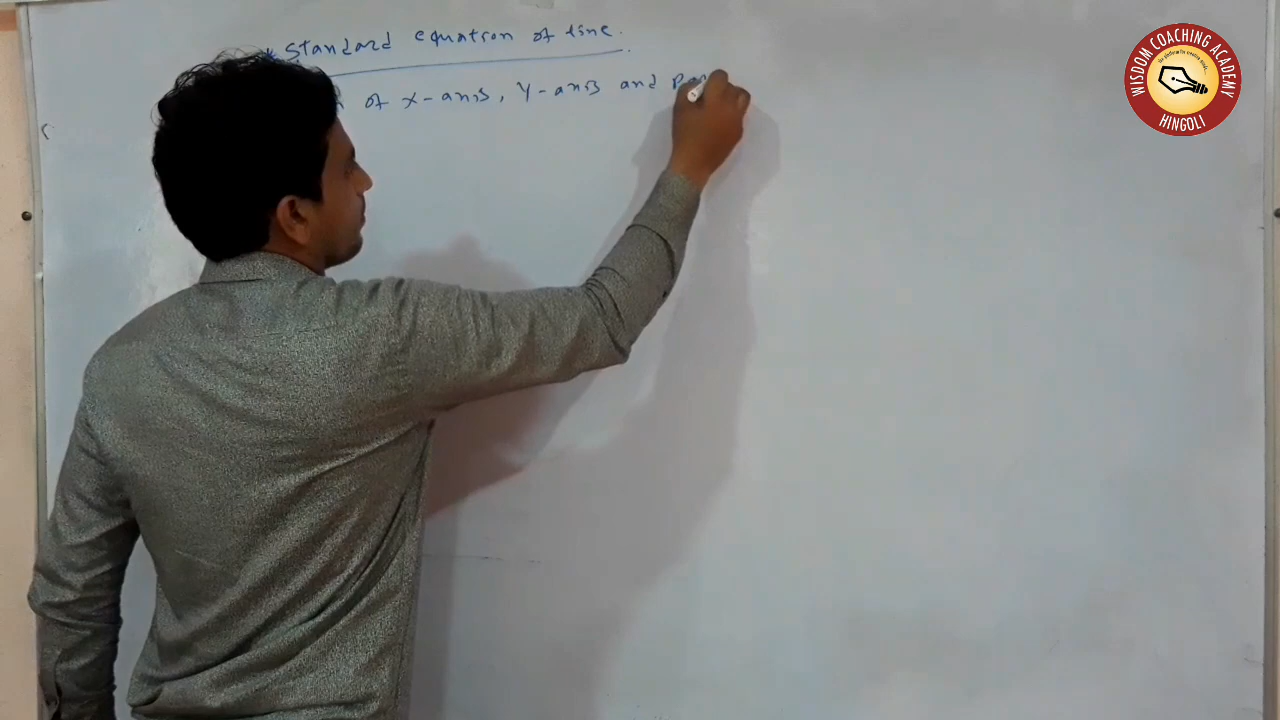 * Standard equation of line.
( of X-axis, Y-axis and
WISDOM COACHING ACADEMY
HINGOLI